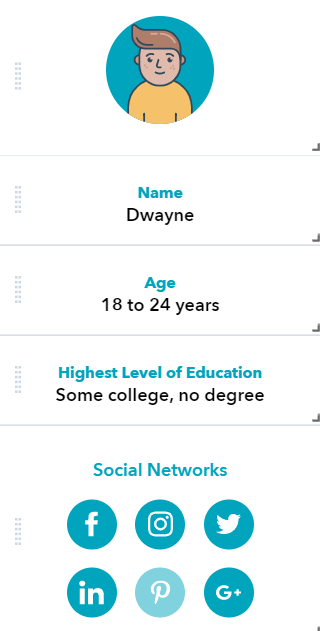 Name
Dwayne
Age
18 to 24 years
Highest Level of Education
Some college, no degree
Social Networks
f
in
G+